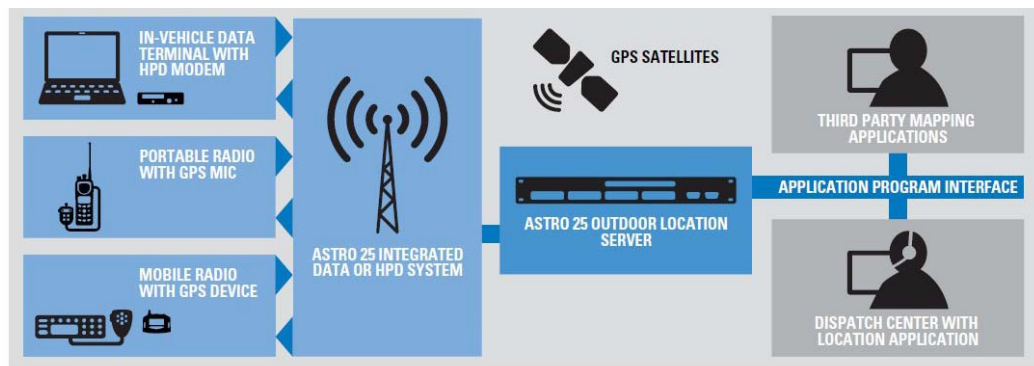 IN-VEHICLE DATA
TERMINAL WITH
HPD MODEM
PORTABLE RADIO
WITH GPS MIC
MOBILE RADIO
WITH GPS DEVICE
ASTRO 25 INTEGRATED
DATA OR HPD SYSTEM
GPS SATELLITES
ASTRO 25 OUTDOOR LOCATION
SERVER
THIRD PARTY MAPPING
APPLICATIONS
APPLICATION PROGRAM INTERFACE
DISPATCH CENTER WITH
LOCATION APPLICATION